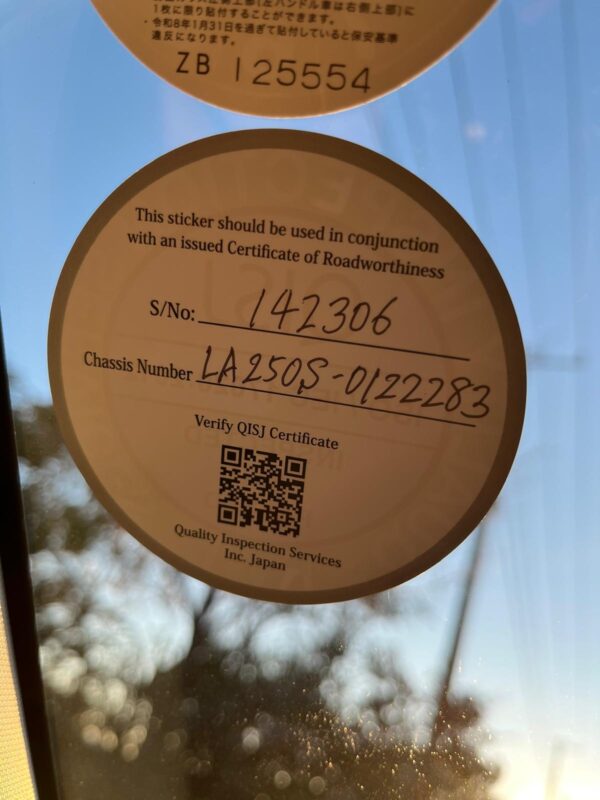 1枚に限り貼付することができます。
・令和8年1月31日を過ぎて貼付していると保安基準
違反になります。
ZB 125554
This sticker should be used in conjunction
with an issued Certificate of Roadworthiness
S/No: 142306
Chassis Number LA250S-0122283
Verify QISJ Certificate
Quality Inspection Services
Inc. Japan